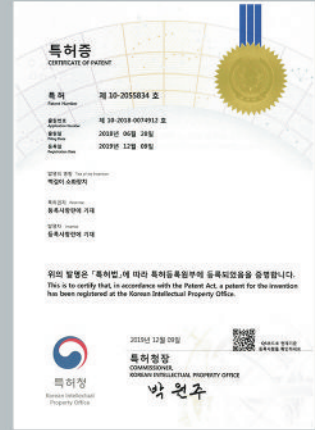 특허증
CERTIFICATE OF PATENT
특 허 제 10-2055834 호
Patent Number
출원번호 제 10-2018-0074912 호
Application Number
출원일 2018년 06월 28일
Filing Date
등록일 2019년 12월 09일
Registration Date
발명의 명칭 Title of the Invention
벽걸이 소화장치
특허권자 Patentee
등록사항란에 기재
발명자 Inventor
등록사항란에 기재
위의 발명은 「특허법」에 따라 특허등록원부에 등록되었음을 증명합니다.
This is to certify that, in accordance with the Patent Act, a patent for the invention
has been registered at the Korean Intellectual Property Office.
2019년 12월 09일
특허청장
COMMISSIONER,
KOREAN INTELLECTUAL PROPERTY OFFICE
박원주
특허청
Korean Intellectual
Property Office